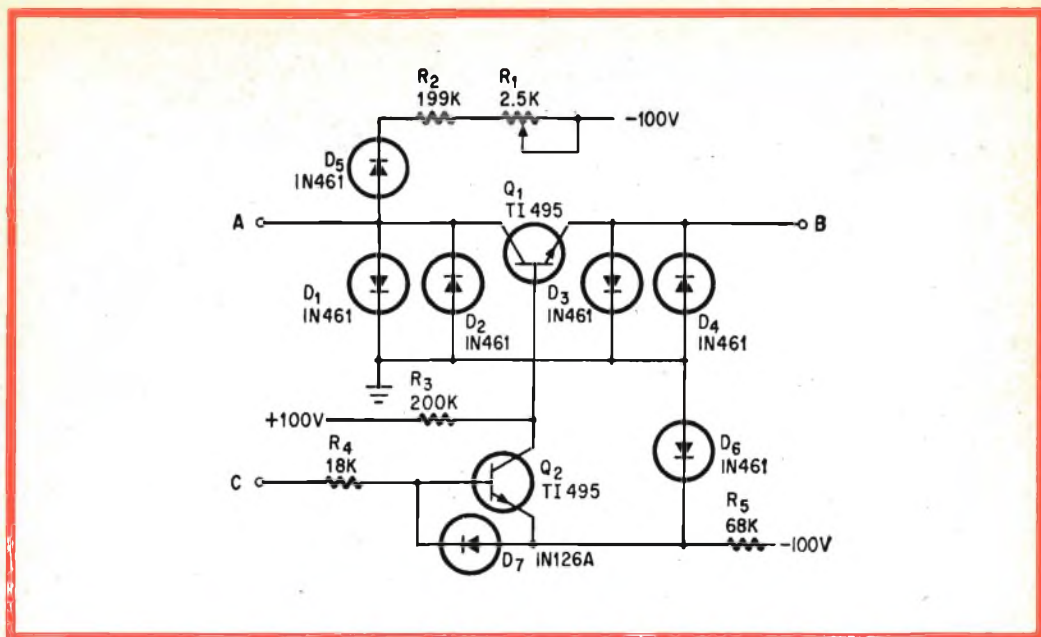 R2
199K
R1
2.5K
-100V
D5
IN461
Q1
TI 495
A
B
D1
IN461
D2
IN461
D3
IN461
D4
IN461
R3
200K
+100V
D6
IN461
R4
18K
C
Q2
TI 495
R5
68K
-100V
D7 IN126A